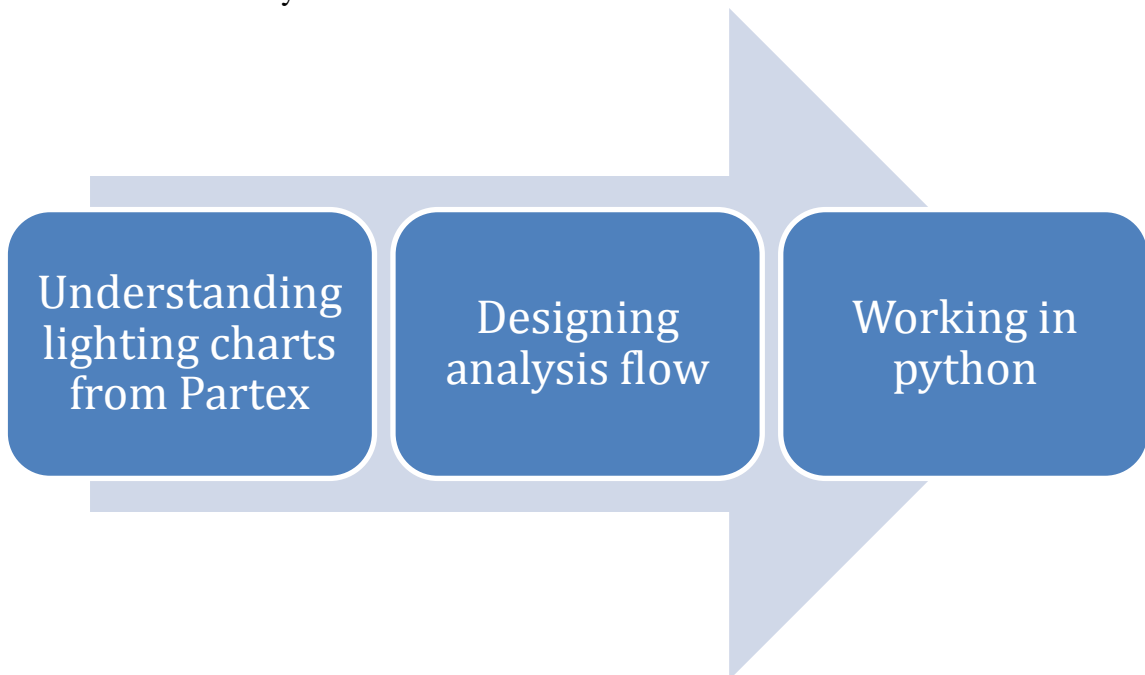 Understanding
lighting charts
from Partex
Designing
analysis flow
Working in
python